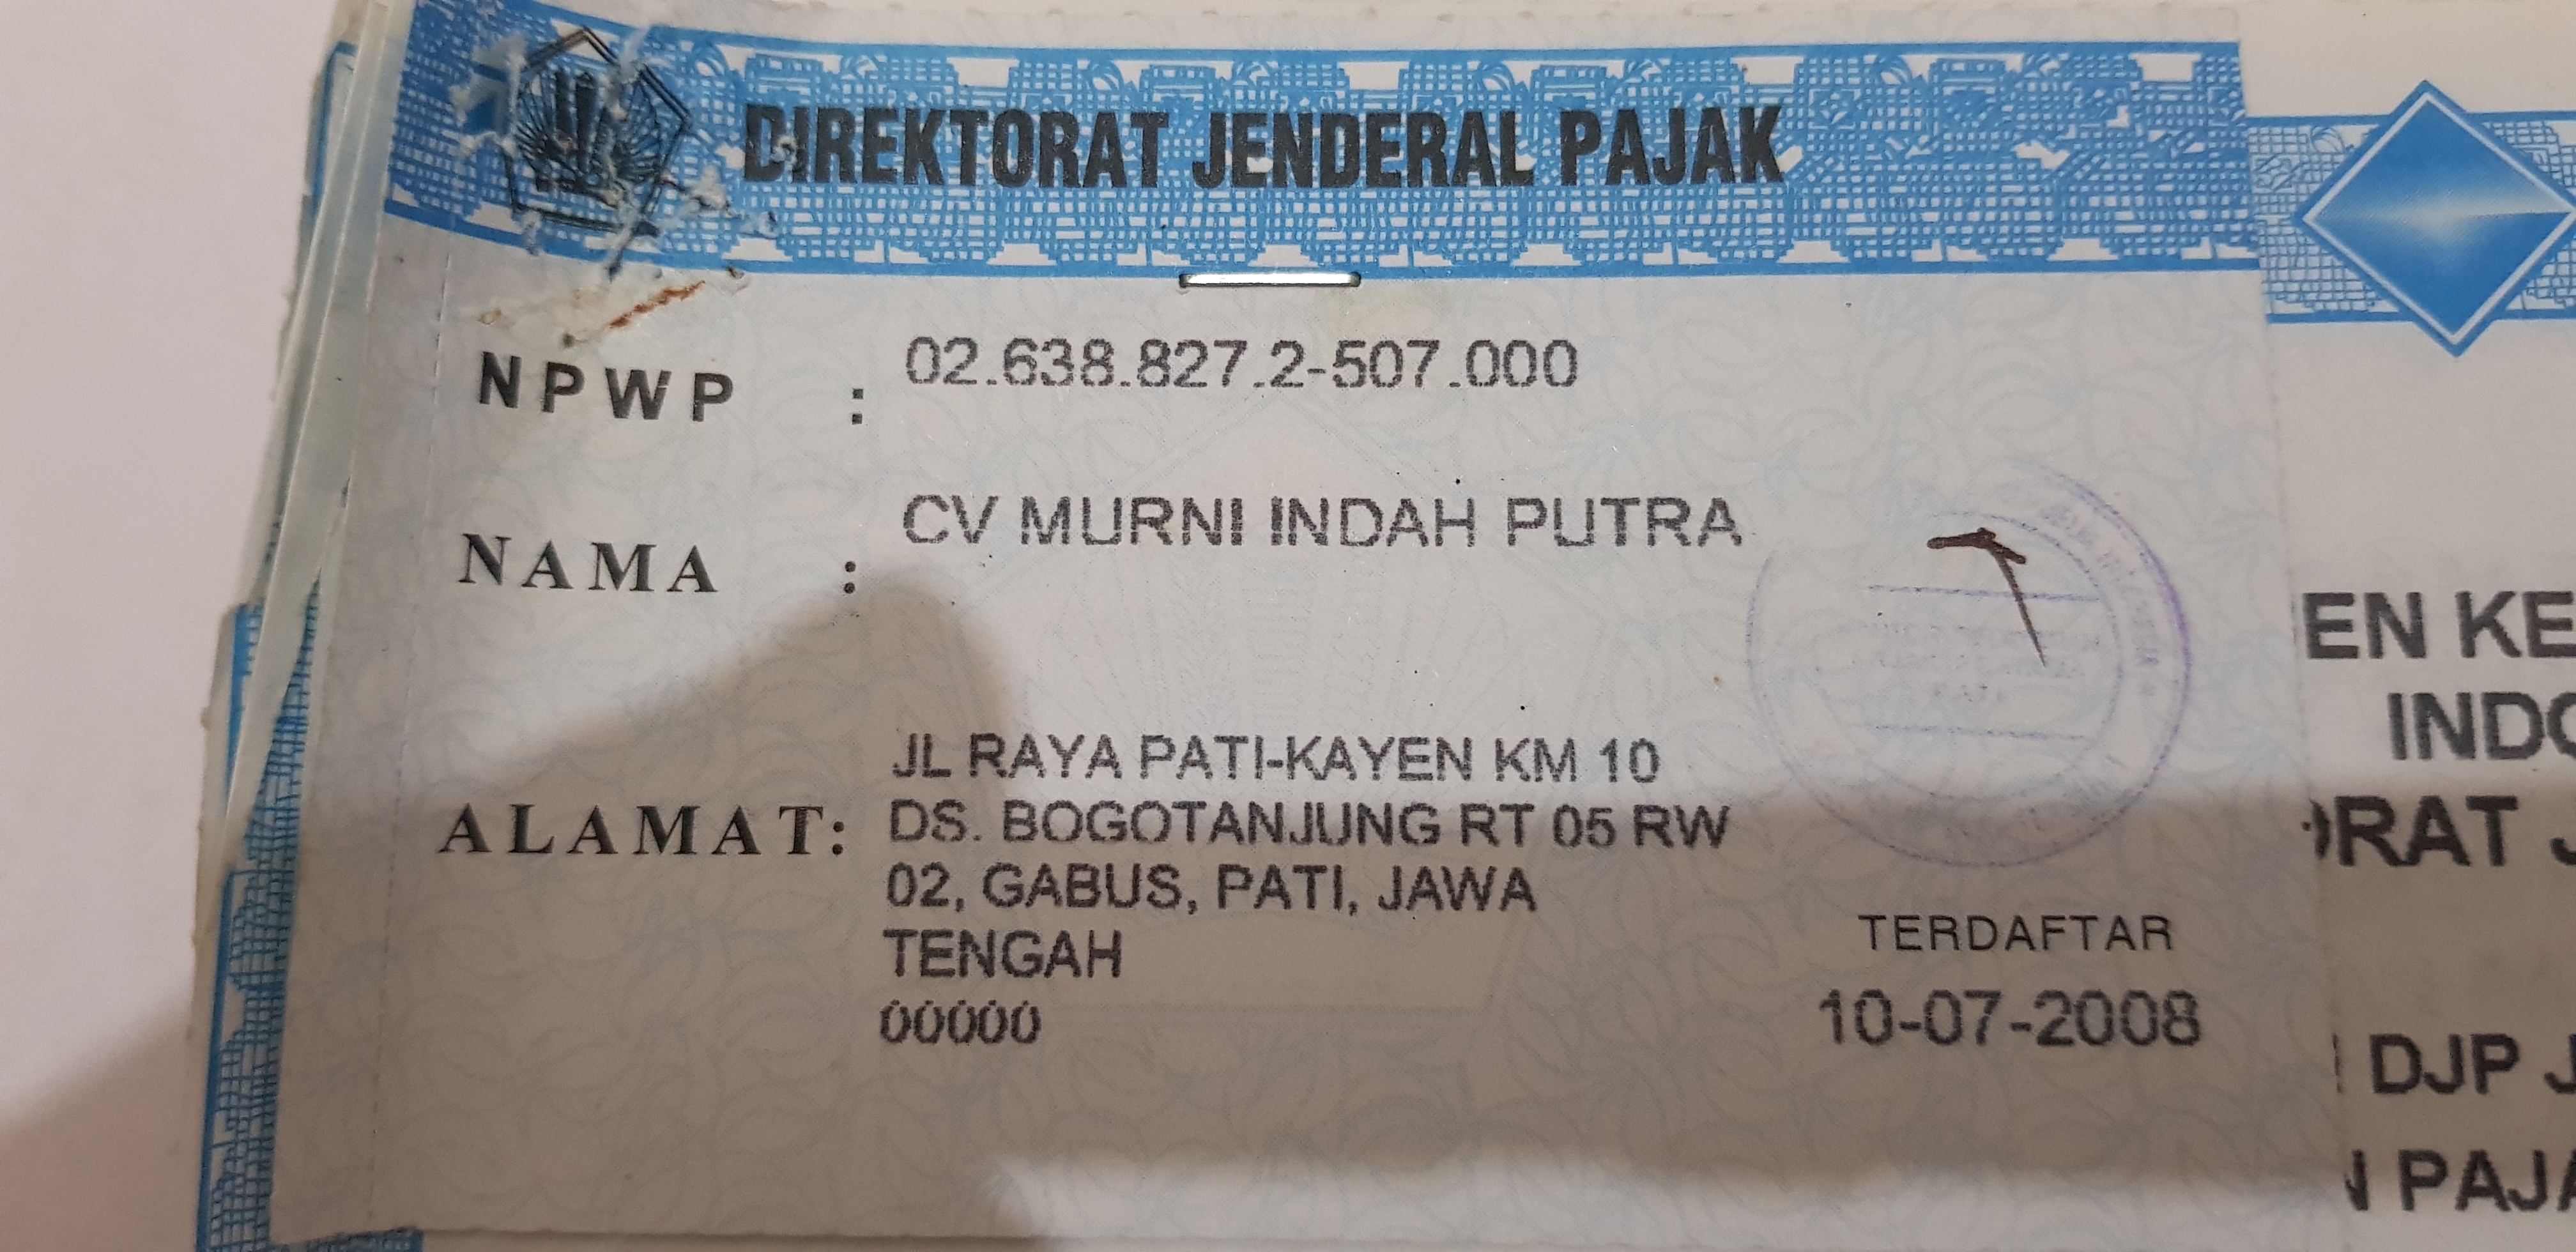 DIREKTORAT JENDERAL PAJAK
NPWP : 02.638.827.2-507.000
NAMA : CV MURNI INDAH PUTRA
ALAMAT: JL RAYA PATI-KAYEN KM 10
DS. BOGOTANJUNG RT 05 RW
02, GABUS, PATI, JAWA
TENGAH
00000
TERDAFTAR
10-07-2008
EN KE
INDO
RAT J
DJP J
PAJA